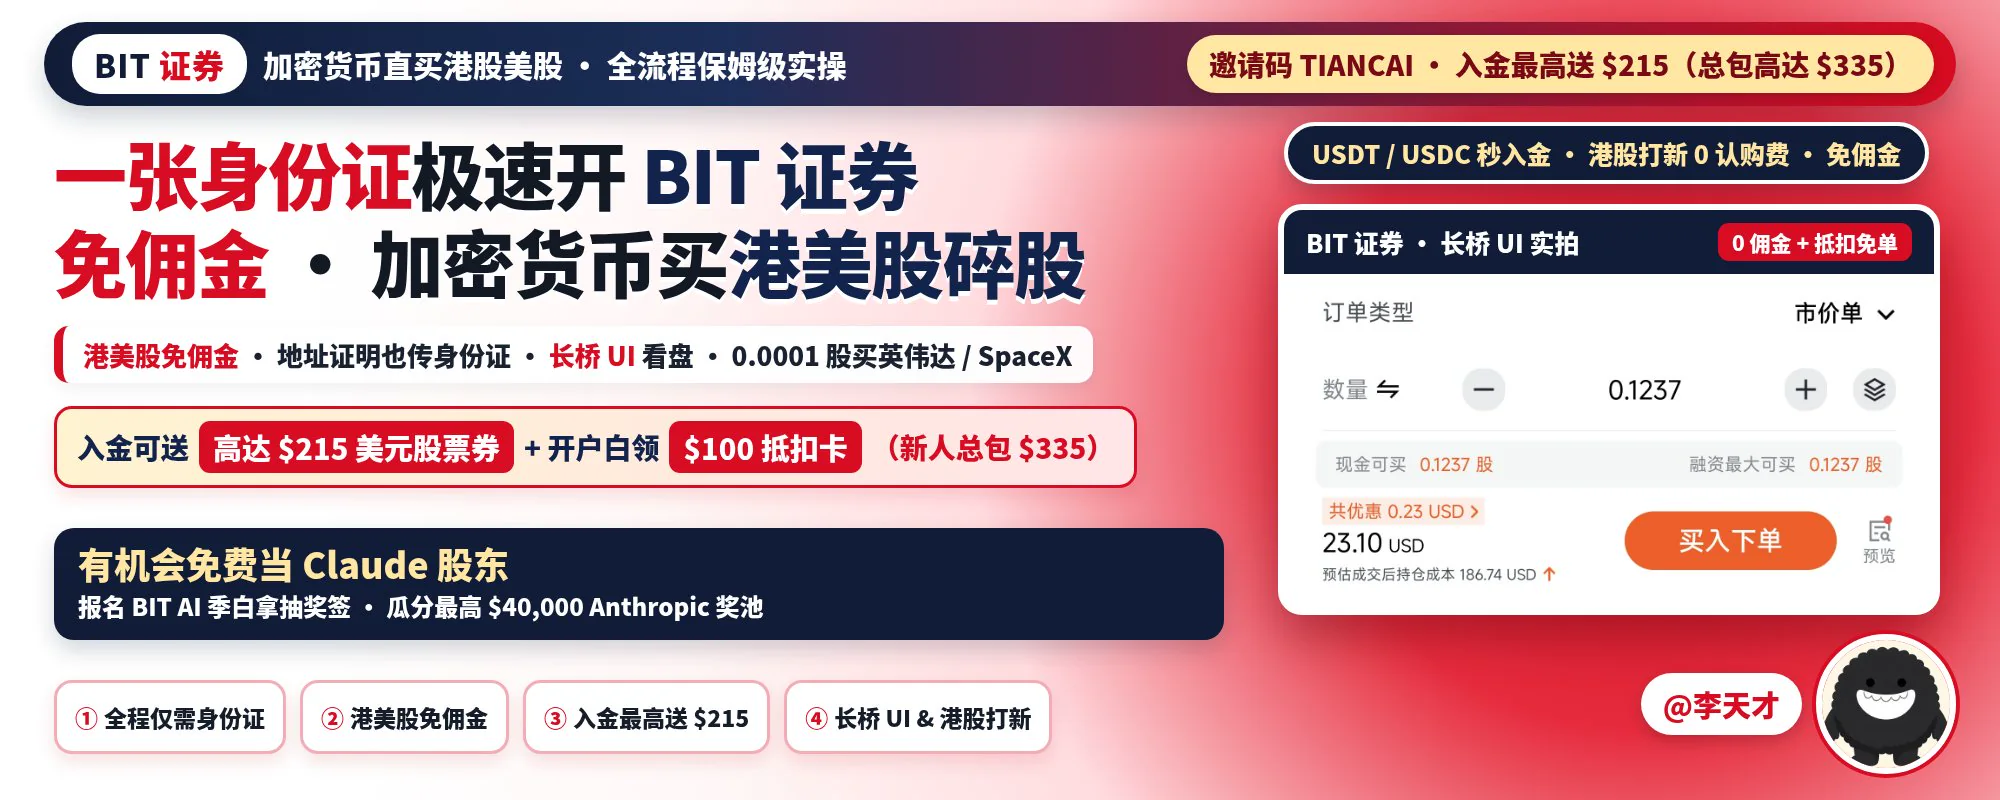 BIT 证券 加密货币直买港股美股 · 全流程保姆级实操
邀请码 TIANCAI · 入金最高送 $215（总包高达 $335）
一张身份证极速开 BIT 证券
免佣金 · 加密货币买港美股碎股
港美股免佣金 · 地址证明也传身份证 · 长桥 UI 看盘 · 0.0001 股买英伟达 / SpaceX
入金可送 高达 $215 美元股票券 + 开户白领 $100 抵扣卡 （新人总包 $335）
有机会免费当 Claude 股东
报名 BIT AI 季白拿抽奖签 · 瓜分最高 $40,000 Anthropic 奖池
① 全程仅需身份证
② 港美股免佣金
③ 入金最高送 $215
④ 长桥 UI & 港股打新
USDT / USDC 秒入金 · 港股打新 0 认购费 · 免佣金
BIT 证券 · 长桥 UI 实拍
0 佣金 + 抵扣免单
订单类型 市价单
数量 0.1237
现金可买 0.1237 股 融资最大可买 0.1237 股
共优惠 0.23 USD
23.10 USD
预估成交后持仓成本 186.74 USD
买入下单
预览
@李天才